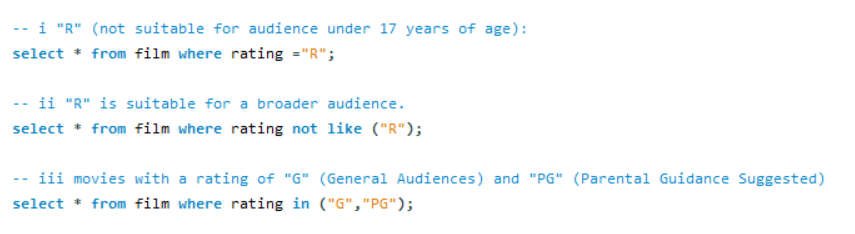 -- i "R" (not suitable for audience under 17 years of age):
select * from film where rating ="R";
-- ii "R" is suitable for a broader audience.
select * from film where rating not like ("R");
-- iii movies with a rating of "G" (General Audiences) and "PG" (Parental Guidance Suggested)
select * from film where rating in ("G","PG");